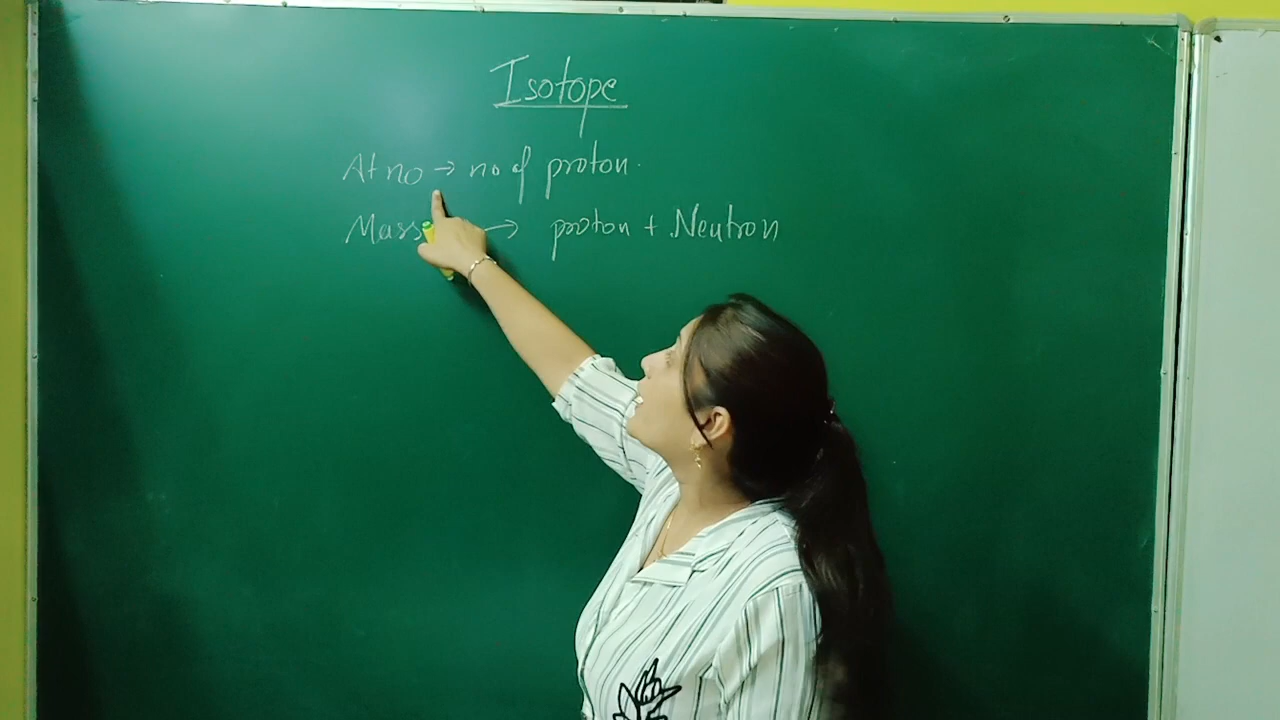 Isotope
At no → no of proton.
Mass → proton + Neutron